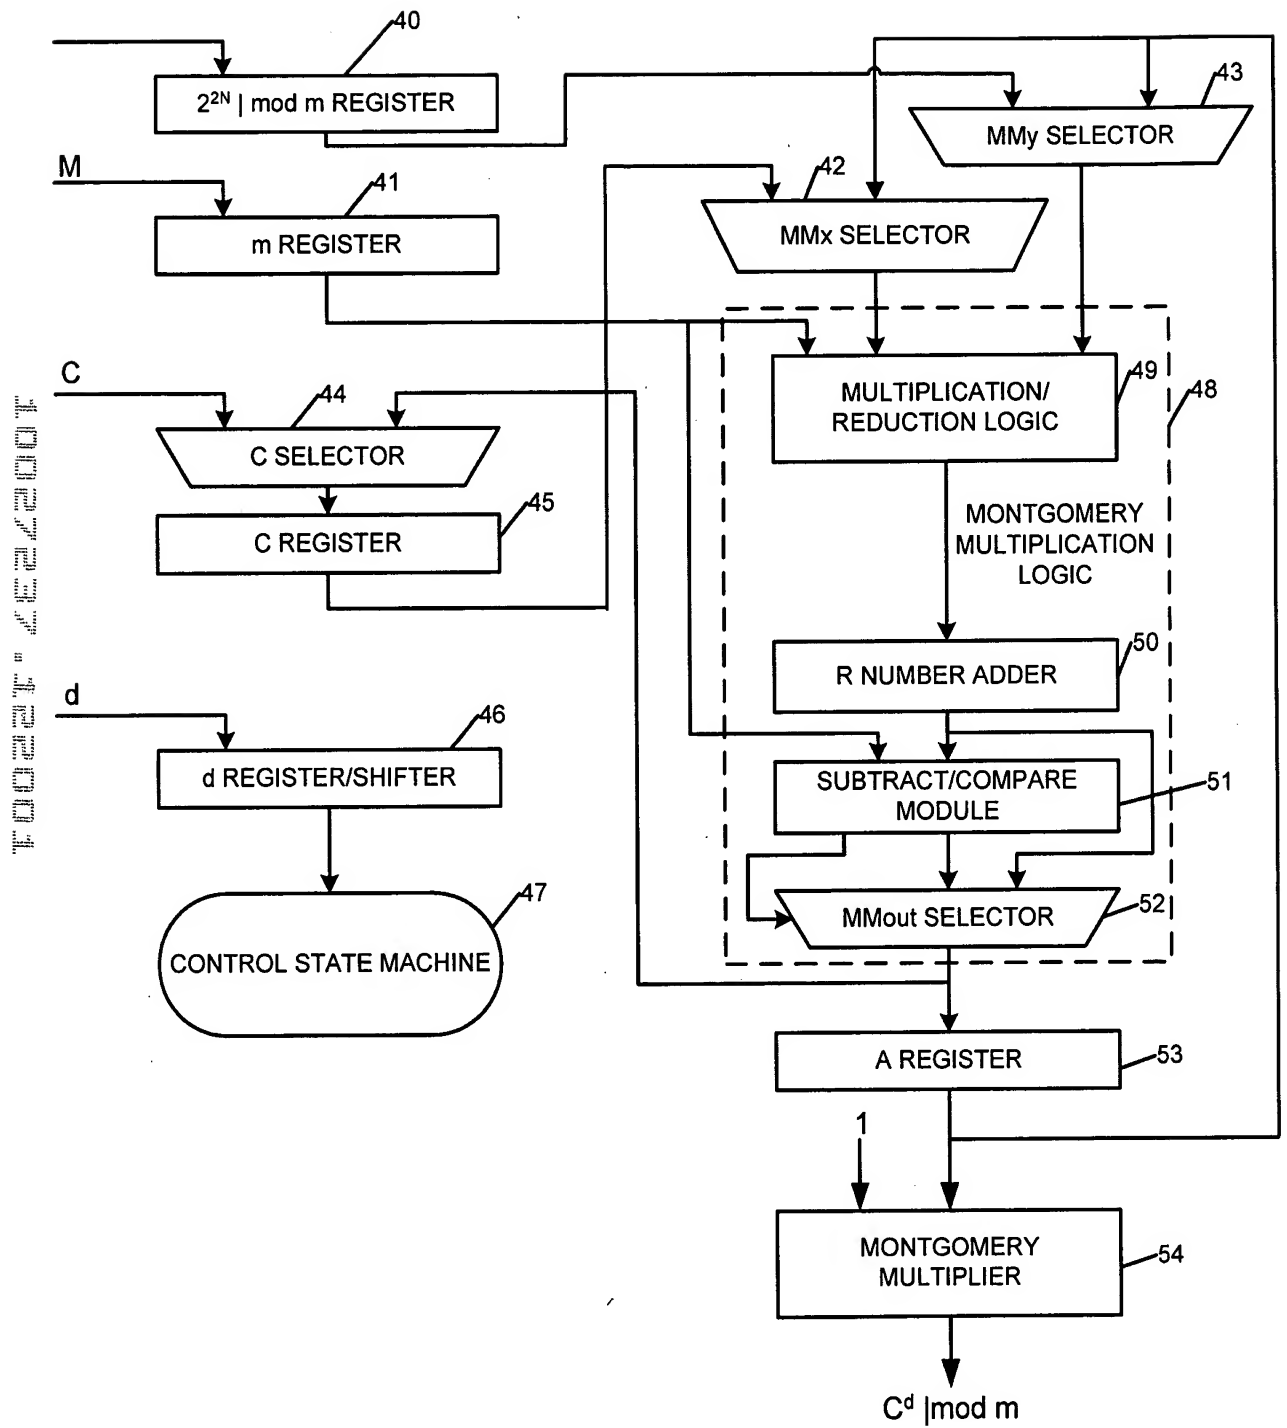 40
2^2N | mod m REGISTER
43
MMy SELECTOR
M
41
m REGISTER
42
MMx SELECTOR
C
44
C SELECTOR
45
C REGISTER
MULTIPLICATION/
REDUCTION LOGIC
49
48
MONTGOMERY
MULTIPLICATION
LOGIC
R NUMBER ADDER
50
d
46
d REGISTER/SHIFTER
SUBTRACT/COMPARE
MODULE
51
47
CONTROL STATE MACHINE
MMout SELECTOR
52
A REGISTER
53
1
MONTGOMERY
MULTIPLIER
54
C^d |mod m
10027237.122001